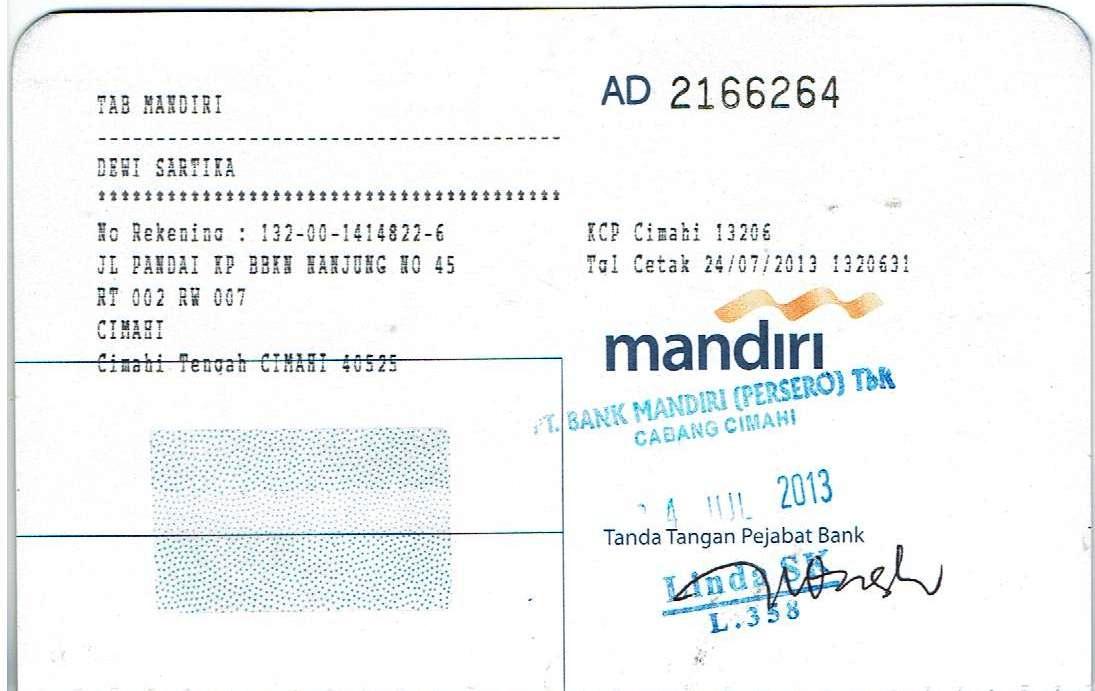 TAB MANDIRI
----------------------------------------
DEWI SARTIKA
****************************************
No Rekening : 132-00-1414822-6
JL PANDAI KP BBKN NANJUNG NO 45
RT 002 RW 007
CIMAHI
Cimahi Tengah CIMAHI 40525
AD 2166264
KCP Cimahi 13206
Tgl Cetak 24/07/2013 1320631
mandiri
PT. BANK MANDIRI (PERSERO) Tbk
CABANG CIMAHI
4 JUL 2013
Tanda Tangan Pejabat Bank
Linda SK
L.358